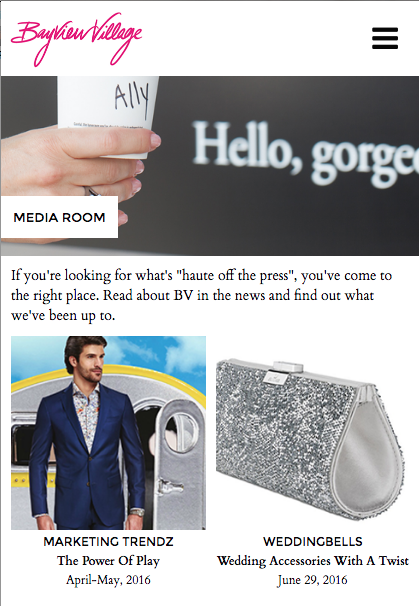 Bayview Village
Ally
Hello, gorge
MEDIA ROOM
If you're looking for what's "haute off the press", you've come to
the right place. Read about BV in the news and find out what
we've been up to.
MARKETING TRENDZ
The Power Of Play
April-May, 2016
WEDDINGBELLS
Wedding Accessories With A Twist
June 29, 2016